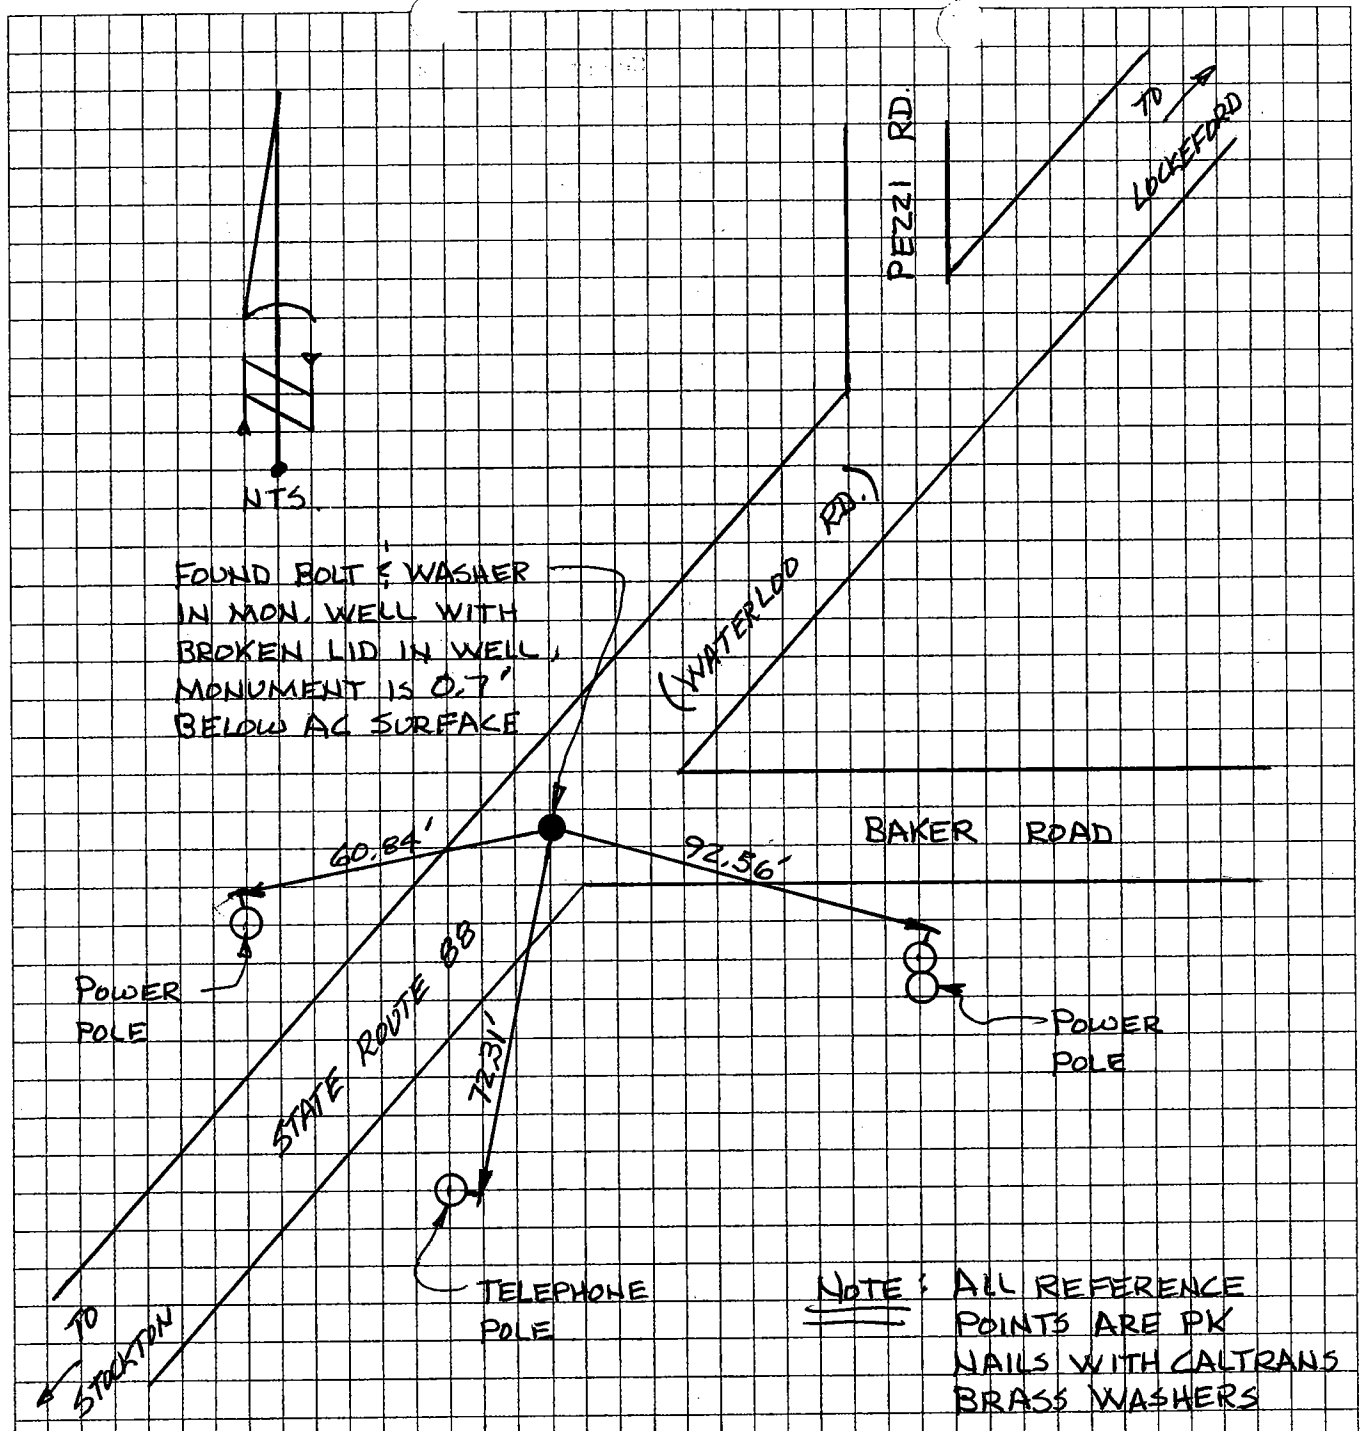 PEZZI RD.
TO
LOCKEFORD
NTS.
FOUND BOLT & WASHER
IN MON. WELL WITH
BROKEN LID IN WELL,
MONUMENT IS 0.7'
BELOW AC SURFACE
(WATERLOO RD.)
60.84'
92.56'
BAKER ROAD
POWER
POLE
STATE ROUTE 88
72.31'
POWER
POLE
TELEPHONE
POLE
TO
STOCKTON
NOTE: ALL REFERENCE
POINTS ARE PK
NAILS WITH CALTRANS
BRASS WASHERS